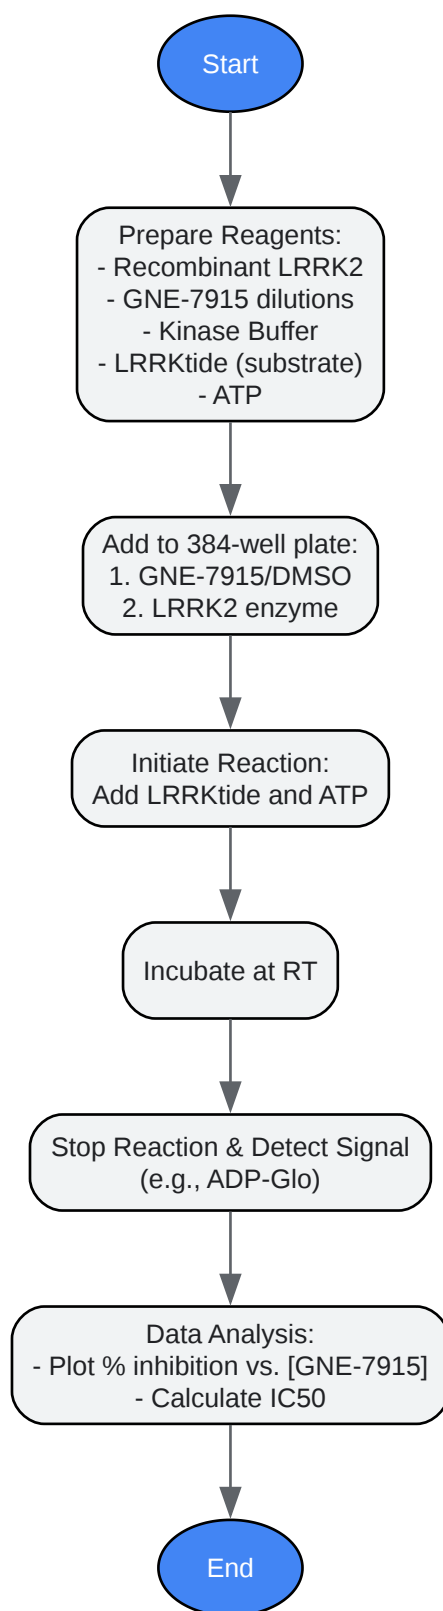 Start
Prepare Reagents:
- Recombinant LRRK2
- GNE-7915 dilutions
- Kinase Buffer
- LRRKtide (substrate)
- ATP
Add to 384-well plate:
1. GNE-7915/DMSO
2. LRRK2 enzyme
Initiate Reaction:
Add LRRKtide and ATP
Incubate at RT
Stop Reaction & Detect Signal
(e.g., ADP-Glo)
Data Analysis:
- Plot % inhibition vs. [GNE-7915]
- Calculate IC50
End